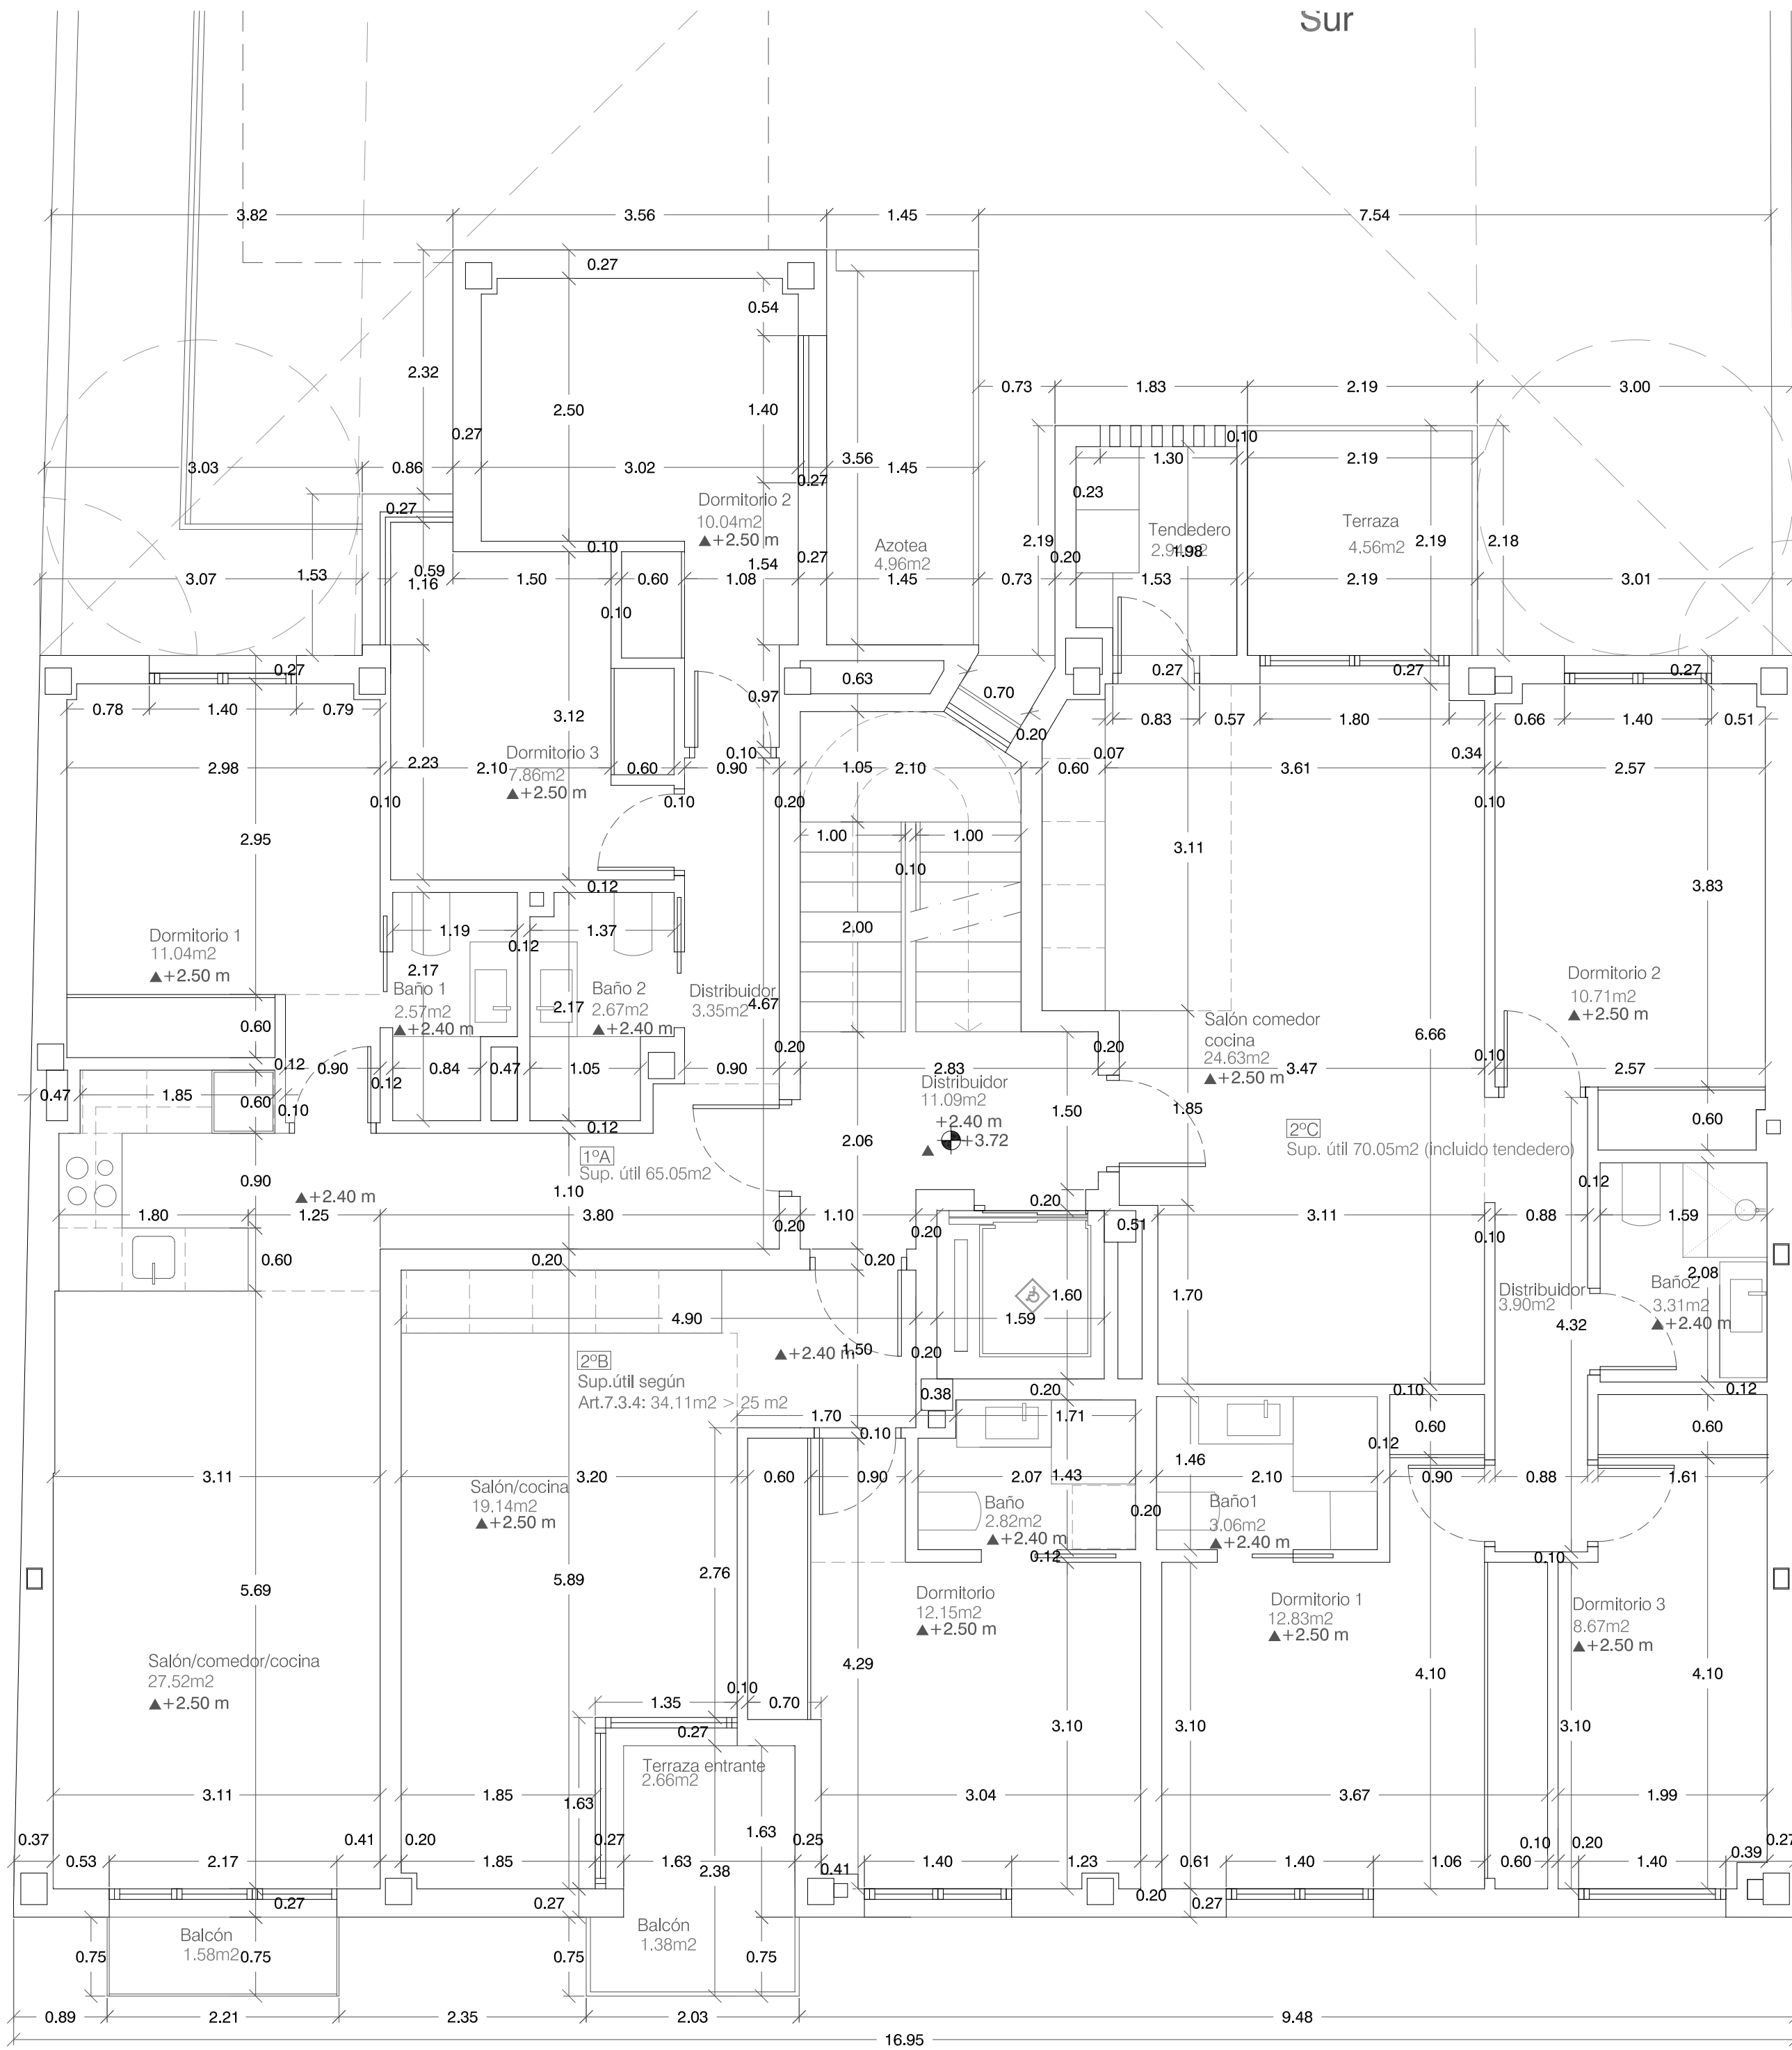 Sur
3.82 3.56 1.45 7.54
0.27
0.54
2.32
2.50 1.40
0.73 1.83 2.19 3.00
0.27 0.10
3.03 0.86 3.02 3.56 1.45 1.30 2.19
0.27
0.23
Dormitorio 2
10.04m2
▲+2.50 m
0.27
Tendedero
2.94m2
1.98
Terraza
4.56m2
2.19 2.19 2.18
Azotea
4.96m2
0.10 0.27 0.20
3.07 1.53 0.59
1.16
1.50 0.60 1.08 1.54 1.45 0.73 1.53 2.19 3.01
0.10
0.27 0.63 0.27 0.27 0.27
0.97 0.70
0.78 1.40 0.79 3.12 0.83 0.57 1.80 0.66 1.40 0.51
0.20
Dormitorio 3
7.86m2
▲+2.50 m
0.10 0.07 0.34
2.98 2.23 2.10 0.60 0.90 1.05 2.10 0.60 3.61 2.57
0.10 0.10 0.20 0.10
2.95 1.00 1.00 3.11
0.10
0.12 3.83
Dormitorio 1
11.04m2
▲+2.50 m
1.19 1.37 2.00
0.12
2.17
Baño 1
2.57m2
▲+2.40 m
2.17
Baño 2
2.67m2
▲+2.40 m
Distribuidor
3.35m2
4.67
Dormitorio 2
10.71m2
▲+2.50 m
Salón comedor
cocina
24.63m2
▲+2.50 m
6.66
0.60 0.20 0.20 0.10
0.12 0.90 0.12 0.84 0.47 1.05 0.90 2.83 3.47 2.57
0.47 1.85 0.60
0.10
Distribuidor
11.09m2
+2.40 m
▲ +3.72
1.50 1.85 0.60
0.12 2.06
1ºA
Sup. útil 65.05m2
2ºC
Sup. útil 70.05m2 (incluido tendedero)
0.90 1.10 0.12
▲+2.40 m
0.20
1.80 1.25 3.80 0.20 1.10 0.20 0.51 3.11 0.10 0.88 1.59
0.60 0.20 0.20
1.60 1.70
Distribuidor
3.90m2
4.32
2.08
Baño2
3.31m2
▲+2.40 m
4.90 1.59
▲+2.40 m
1.50 0.20
2ºB
Sup.útil según
Art.7.3.4: 34.11m2 > 25 m2
0.38 0.20 0.10 0.12
1.70 1.71 0.60 0.60
0.10 0.12
1.46
3.11 3.20 0.60 0.90 2.07 1.43 2.10 0.90 0.88 1.61
Salón/cocina
19.14m2
▲+2.50 m
Baño
2.82m2
▲+2.40 m
0.20
Baño1
3.06m2
▲+2.40 m
0.12 0.10
5.69 5.89 2.76
Dormitorio
12.15m2
▲+2.50 m
Dormitorio 1
12.83m2
▲+2.50 m
Dormitorio 3
8.67m2
▲+2.50 m
Salón/comedor/cocina
27.52m2
▲+2.50 m
4.29 4.10 4.10
0.10
1.35 0.70
0.27 3.10 3.10 3.10
Terraza entrante
2.66m2
3.11 1.85 1.63 3.04 3.67 1.99
1.63
0.37 0.41 0.20 0.27 0.25 0.10 0.20 0.27
0.53 2.17 1.85 1.63 2.38 0.41 1.40 1.23 0.61 1.40 1.06 0.60 1.40 0.39
0.27 0.27 0.20 0.27
Balcón
1.58m2
Balcón
1.38m2
0.75 0.75 0.75 0.75
0.89 2.21 2.35 2.03 9.48
16.95